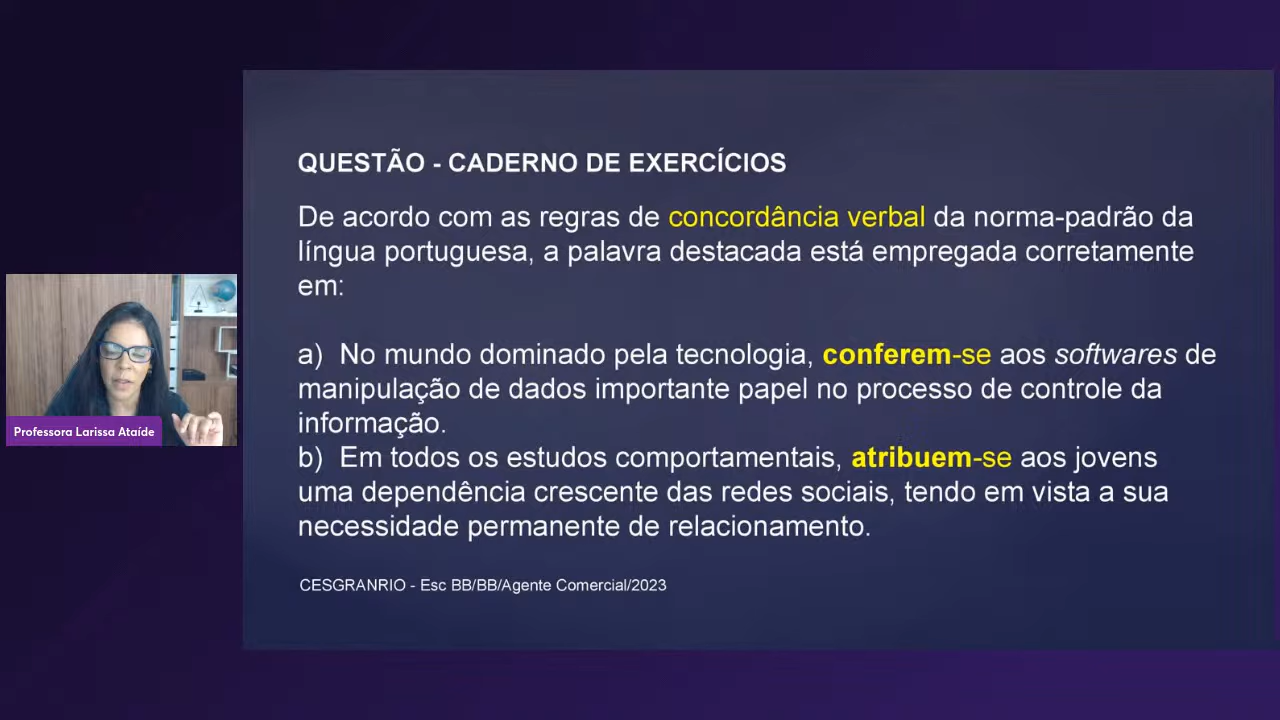 QUESTÃO - CADERNO DE EXERCÍCIOS
De acordo com as regras de concordância verbal da norma-padrão da
língua portuguesa, a palavra destacada está empregada corretamente
em:
a) No mundo dominado pela tecnologia, conferem-se aos softwares de
manipulação de dados importante papel no processo de controle da
informação.
b) Em todos os estudos comportamentais, atribuem-se aos jovens
uma dependência crescente das redes sociais, tendo em vista a sua
necessidade permanente de relacionamento.
CESGRANRIO - Esc BB/BB/Agente Comercial/2023
Professora Larissa Ataíde